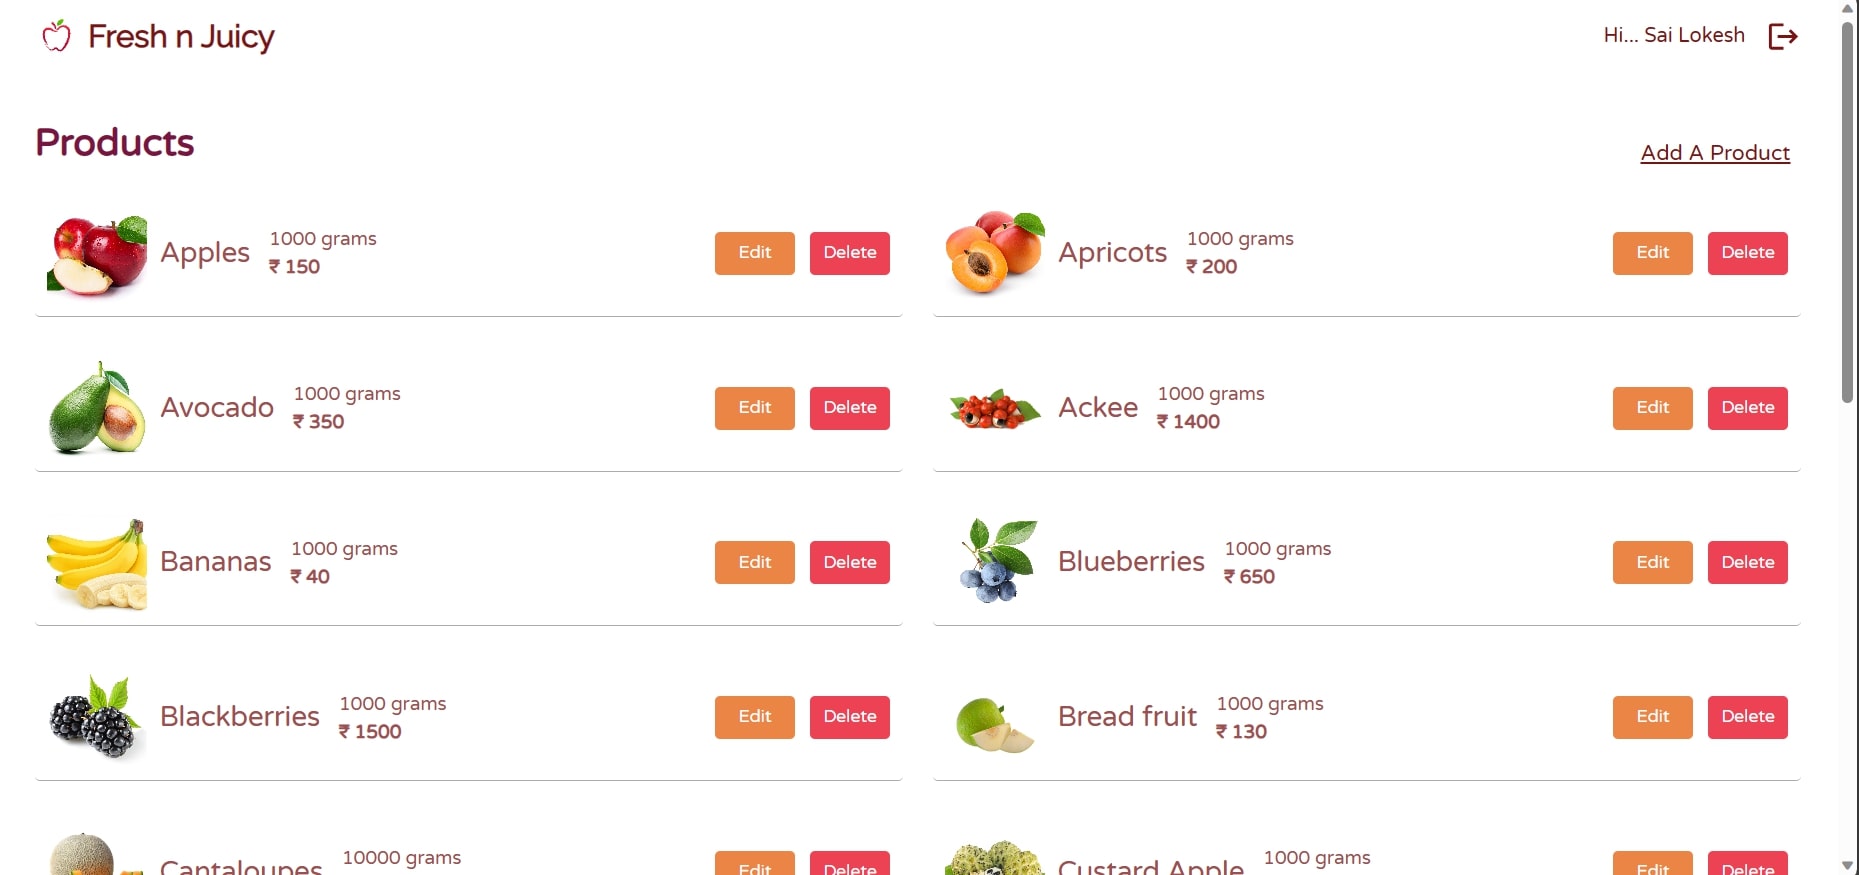 Fresh n Juicy
Hi... Sai Lokesh
Products
Add A Product
Apples
1000 grams
₹ 150
Edit
Delete
Apricots
1000 grams
₹ 200
Edit
Delete
Avocado
1000 grams
₹ 350
Edit
Delete
Ackee
1000 grams
₹ 1400
Edit
Delete
Bananas
1000 grams
₹ 40
Edit
Delete
Blueberries
1000 grams
₹ 650
Edit
Delete
Blackberries
1000 grams
₹ 1500
Edit
Delete
Bread fruit
1000 grams
₹ 130
Edit
Delete
Cantaloupes
10000 grams
Edit
Delete
Custard Apple
1000 grams
Edit
Delete